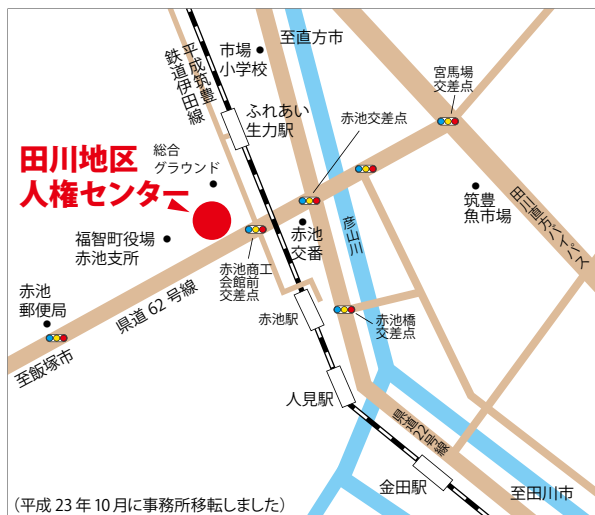 至直方市
市場
小学校
平成筑豊
鉄道伊田線
宮馬場
交差点
ふれあい
生力駅
赤池交差点
田川地区
人権センター
総合
グラウンド
筑豊
魚市場
田川直方バイパス
彦山川
福智町役場
赤池支所
赤池
交番
赤池商工
会館前
交差点
県道62号線
赤池
郵便局
赤池駅
赤池橋
交差点
至飯塚市
人見駅
県道22号線
金田駅
至田川市
(平成23年10月に事務所移転しました)